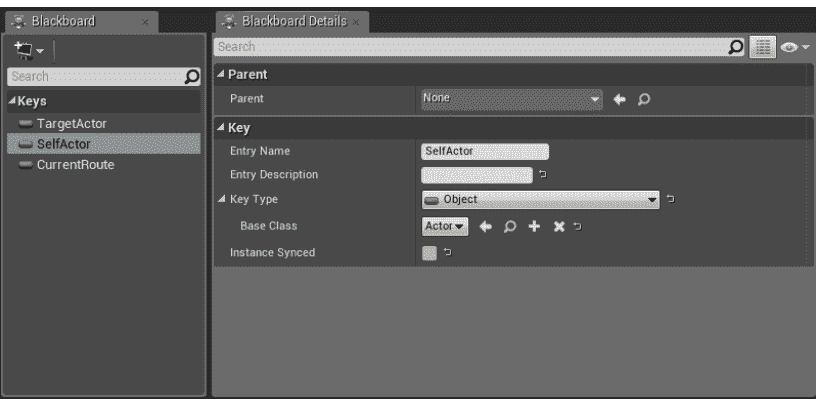 Blackboard
Search
Keys
TargetActor
SelfActor
CurrentRoute
Blackboard Details
Search
Parent
Parent None
Key
Entry Name SelfActor
Entry Description
Key Type Object
Base Class Actor
Instance Synced